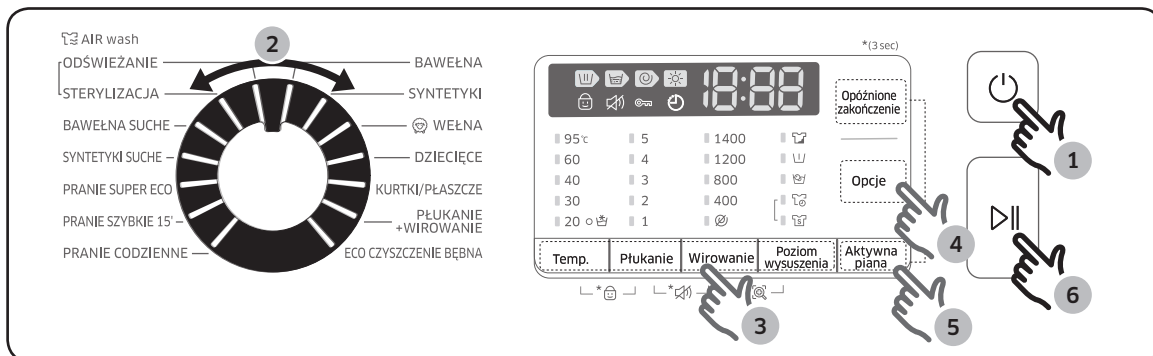 AIR wash
ODŚWIEŻANIE
STERYLIZACJA
BAWEŁNA SUCHE
SYNTETYKI SUCHE
PRANIE SUPER ECO
PRANIE SZYBKIE 15'
PRANIE CODZIENNE
2
BAWEŁNA
SYNTETYKI
WEŁNA
DZIECIĘCE
KURTKI/PŁASZCZE
PŁUKANIE
+WIROWANIE
ECO CZYSZCZENIE BĘBNA
*(3 sec)
18:88
95℃ 5 1400
60 4 1200
40 3 800
30 2 400
20 1
Opóźnione
zakończenie
Opcje
Temp.
Płukanie
Wirowanie
Poziom
wysuszenia
Aktywna
piana
*
*
3
4
5
1
6